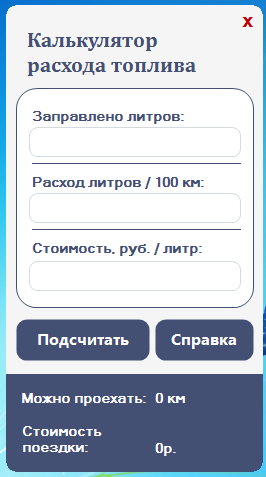 x
Калькулятор
расхода топлива
Заправлено литров:
Расход литров / 100 км:
Стоимость, руб. / литр:
Подсчитать Справка
Можно проехать: 0 км
Стоимость
поездки: 0р.